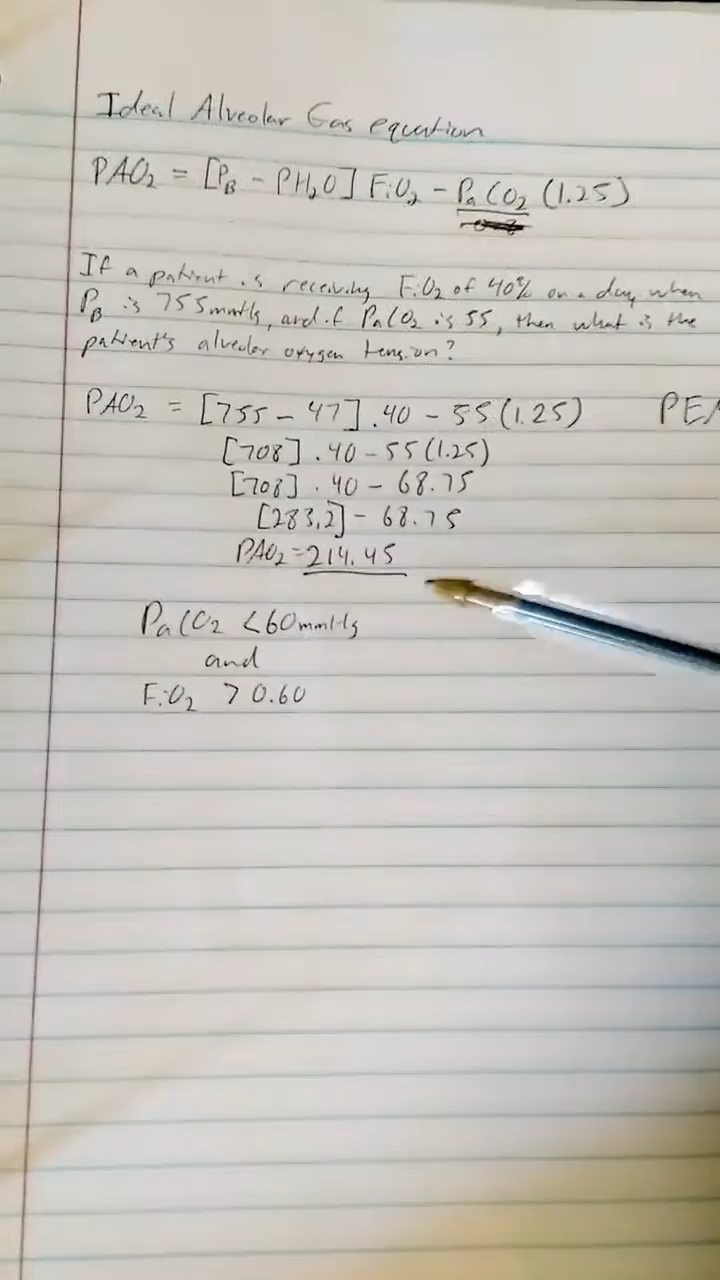 Ideal Alveolar Gas equation
PAO₂ = [P_B - PH₂O] FiO₂ - PaCO₂ (1.25)
If a patient is receiving FiO₂ of 40% on a day when
P_B is 755mmHg, and if PaCO₂ is 55, then what is the
patient's alveolar oxygen tension?
PAO₂ = [755 - 47] .40 - 55 (1.25)
[708] .40 - 55 (1.25)
[708] .40 - 68.75
[283.2] - 68.75
PAO₂ = 214.45
PaCO₂ < 60mmHg
and
FiO₂ > 0.60